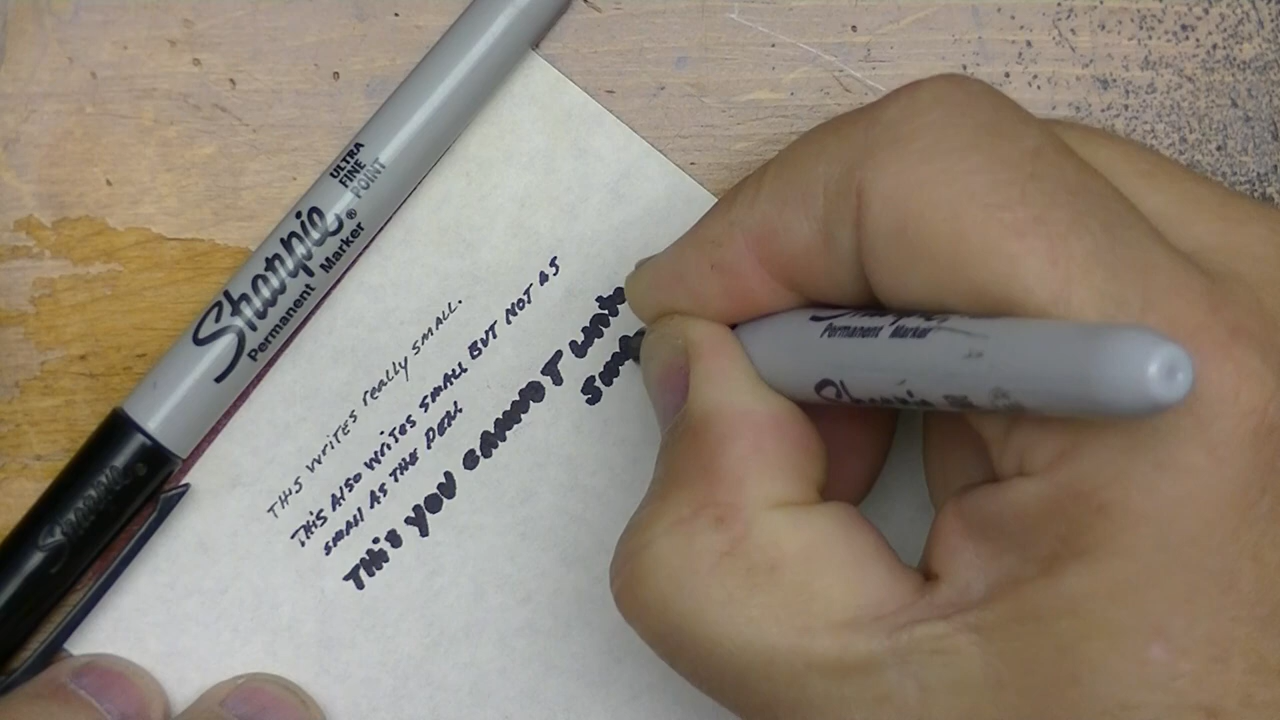 Sharpie®
Permanent Marker
ULTRA
FINE
POINT
Sharpie
THIS WRITES really SMALL.
THIS ALSO WRITES SMALL BUT NOT AS
SMALL AS THE PEN.
THIS YOU CANNOT write
Permanent Marker
Sharpie